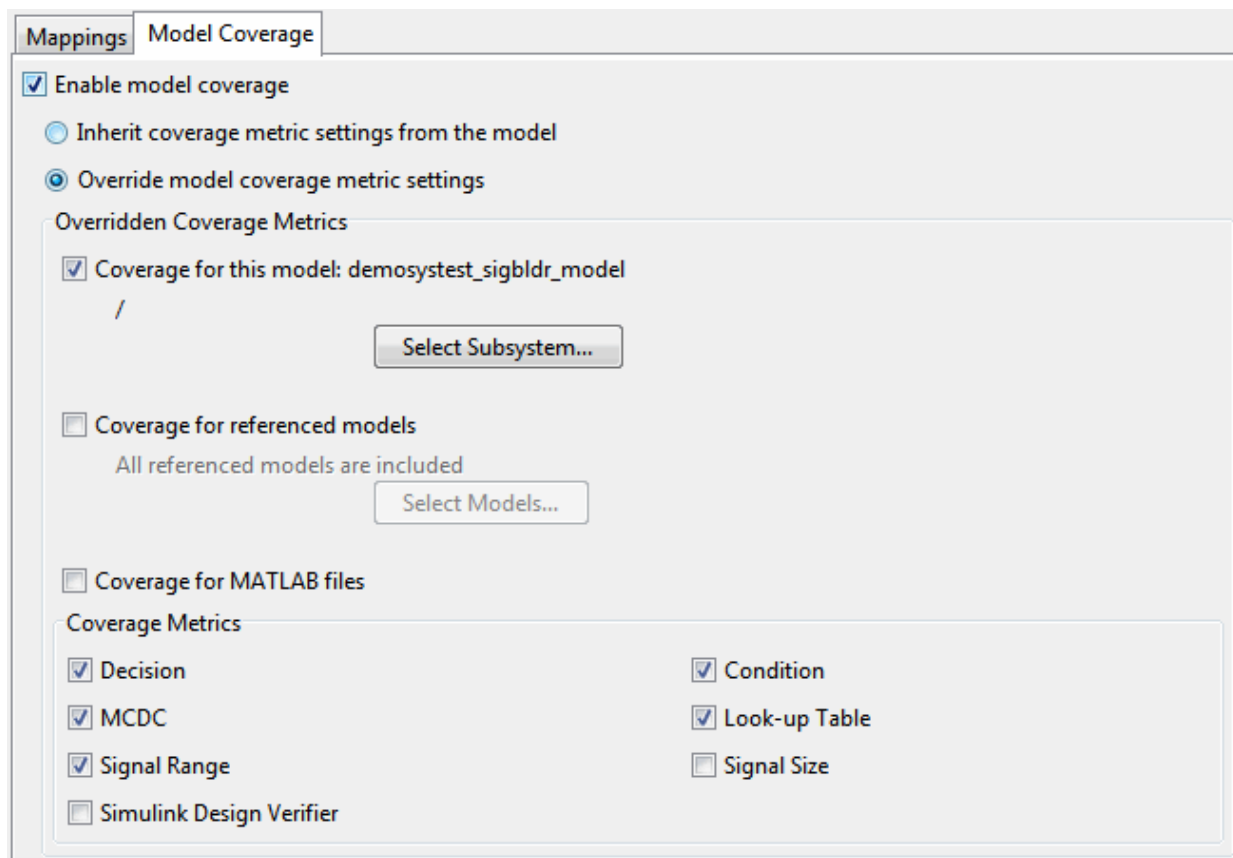 Mappings Model Coverage
Enable model coverage
Inherit coverage metric settings from the model
Override model coverage metric settings
Overridden Coverage Metrics
Coverage for this model: demosystest_sigbldr_model
/
Select Subsystem...
Coverage for referenced models
All referenced models are included
Select Models...
Coverage for MATLAB files
Coverage Metrics
Decision Condition
MCDC Look-up Table
Signal Range Signal Size
Simulink Design Verifier